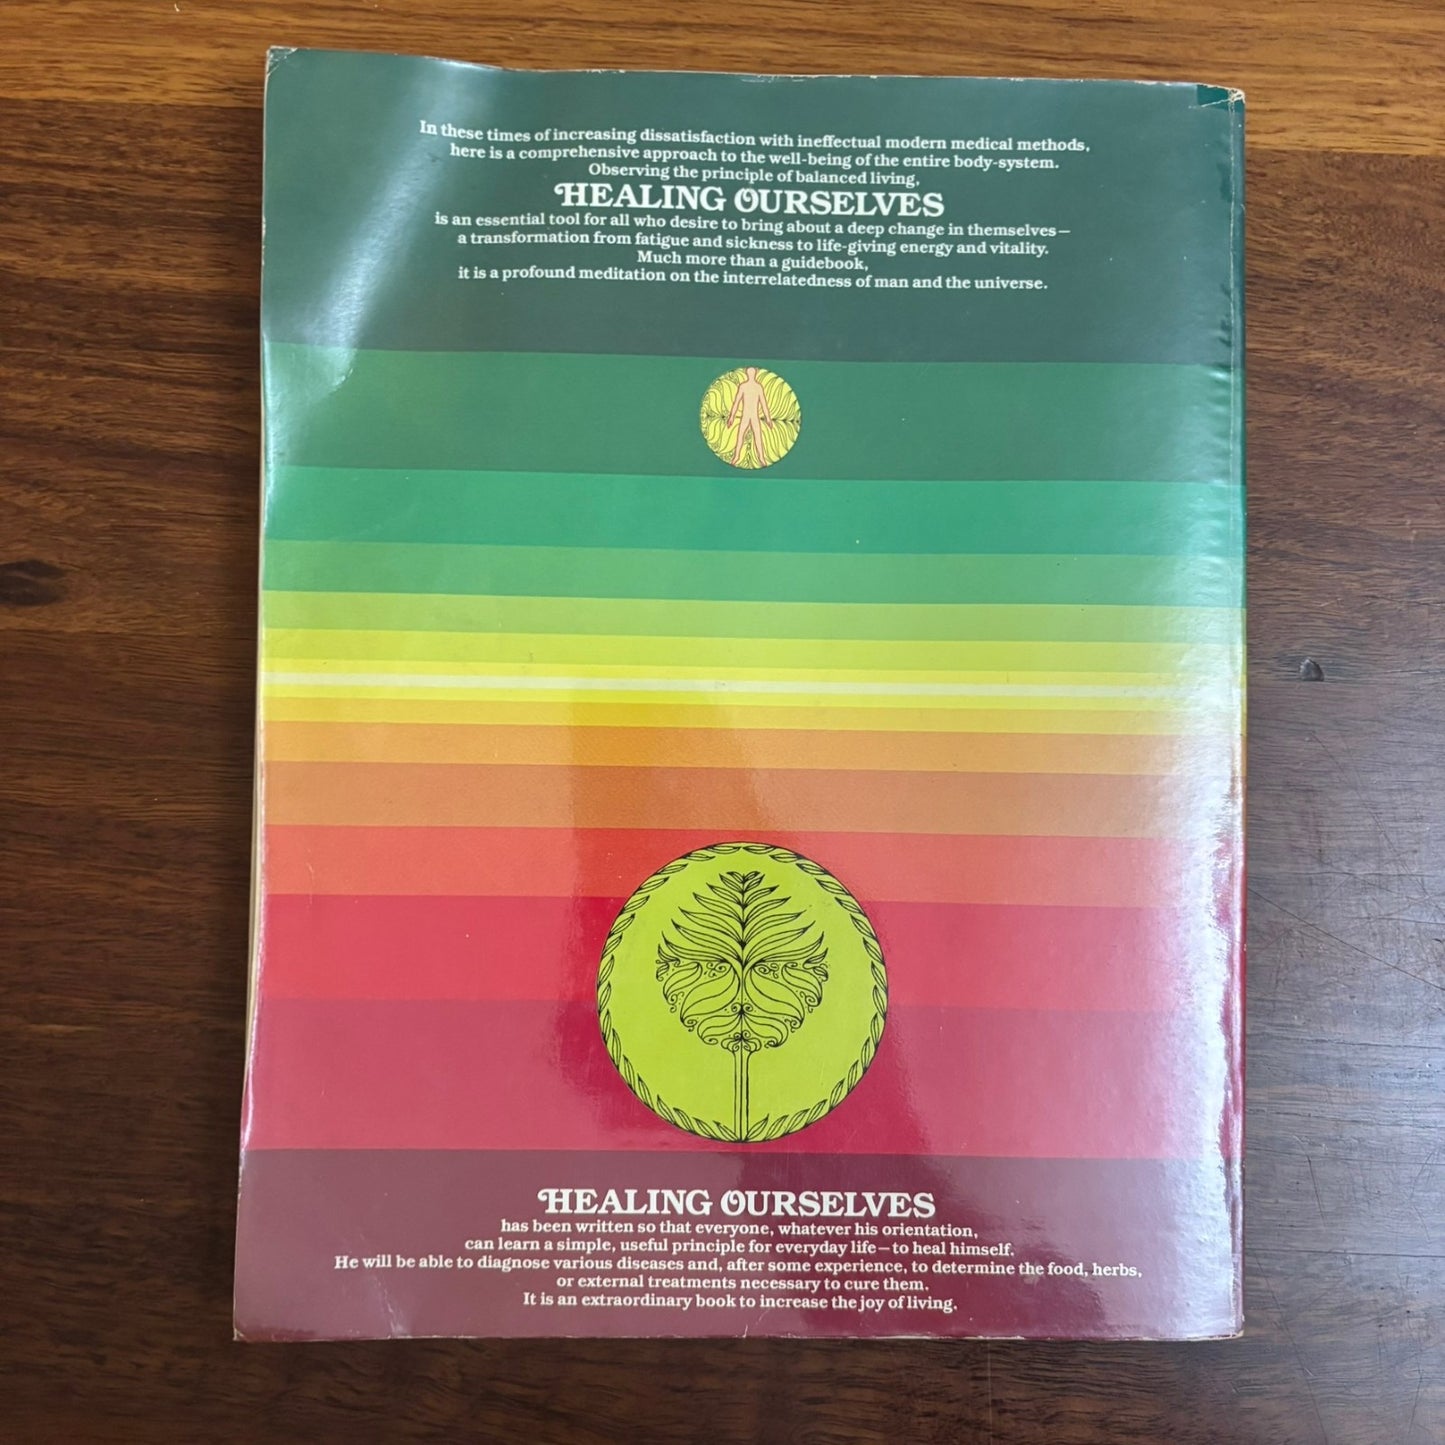 In these times of increasing dissatisfaction with ineffectual modern medical methods,
here is a comprehensive approach to the well-being of the entire body-system.
Observing the principle of balanced living,
HEALING OURSELVES
is an essential tool for all who desire to bring about a deep change in themselves—
a transformation from fatigue and sickness to life-giving energy and vitality.
Much more than a guidebook,
it is a profound meditation on the interrelatedness of man and the universe.
HEALING OURSELVES
has been written so that everyone, whatever his orientation,
can learn a simple, useful principle for everyday life—to heal himself.
He will be able to diagnose various diseases and, after some experience, to determine the food, herbs,
or external treatments necessary to cure them.
It is an extraordinary book to increase the joy of living.